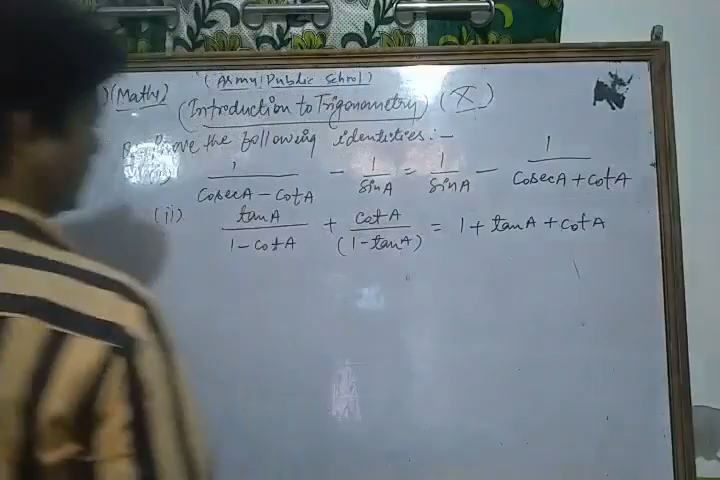 )(Maths) (Army Public School)
(Introduction to Trigonometry) (X)
Prove the following identities:-
1/(cosecA - cotA) - 1/sinA = 1/sinA - 1/(cosecA + cotA)
(ii) tanA/(1 - cotA) + cotA/(1 - tanA) = 1 + tanA + cotA